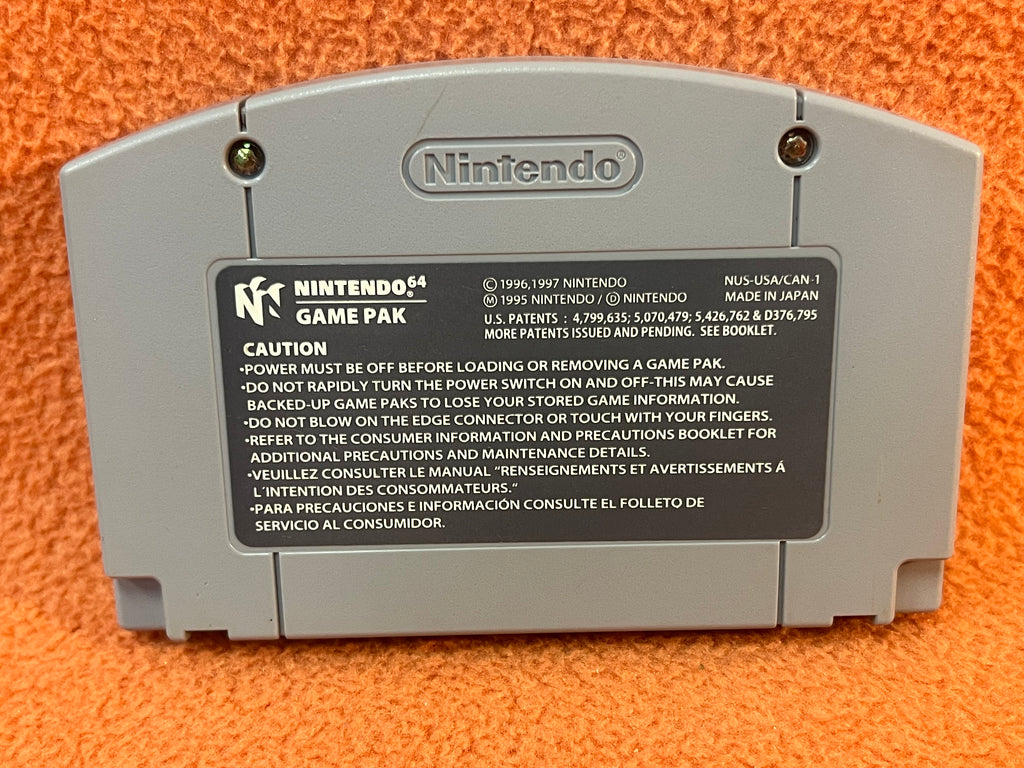 Nintendo®
NINTENDO⁶⁴®
GAME PAK
© 1996,1997 NINTENDO
Ⓜ 1995 NINTENDO / Ⓓ NINTENDO
NUS-USA/CAN-1
MADE IN JAPAN
U.S. PATENTS : 4,799,635; 5,070,479; 5,426,762 & D376,795
MORE PATENTS ISSUED AND PENDING. SEE BOOKLET.
CAUTION
•POWER MUST BE OFF BEFORE LOADING OR REMOVING A GAME PAK.
•DO NOT RAPIDLY TURN THE POWER SWITCH ON AND OFF-THIS MAY CAUSE
BACKED-UP GAME PAKS TO LOSE YOUR STORED GAME INFORMATION.
•DO NOT BLOW ON THE EDGE CONNECTOR OR TOUCH WITH YOUR FINGERS.
•REFER TO THE CONSUMER INFORMATION AND PRECAUTIONS BOOKLET FOR
ADDITIONAL PRECAUTIONS AND MAINTENANCE DETAILS.
•VEUILLEZ CONSULTER LE MANUAL "RENSEIGNEMENTS ET AVERTISSEMENTS Á
L'INTENTION DES CONSOMMATEURS."
•PARA PRECAUCIONES E INFORMACIÓN CONSULTE EL FOLLETO DE
SERVICIO AL CONSUMIDOR.